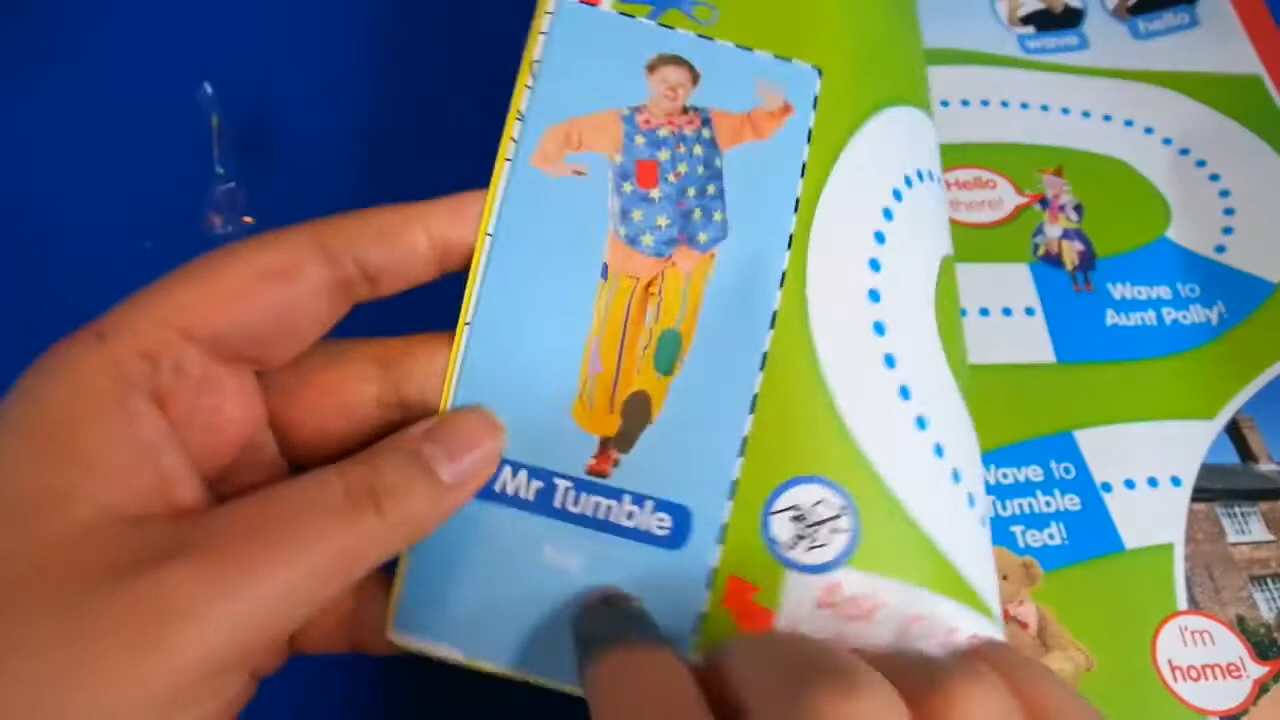 wave
hello
Hello
there!
Wave to
Aunt Polly!
Mr Tumble
Wave to
Tumble
Ted!
I'm
home!